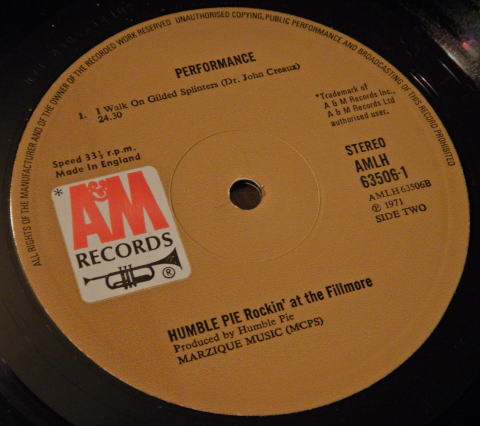 ALL RIGHTS OF THE MANUFACTURER AND OF THE OWNER OF THE RECORDED WORK RESERVED UNAUTHORISED COPYING, PUBLIC PERFORMANCE AND BROADCASTING OF THIS RECORD PROHIBITED
PERFORMANCE
1. I Walk On Gilded Splinters (Dr. John Creaux)
24.30
*Trademark of
A & M Records Inc.,
A & M Records Ltd
authorised user.
Speed 33⅓ r.p.m.
Made in England
STEREO
AMLH
63506-1
AMLH 63506B
℗ 1971
SIDE TWO
*
A&M
RECORDS
®
HUMBLE PIE Rockin' at the Fillmore
Produced by Humble Pie
MARZIQUE MUSIC (MCPS)